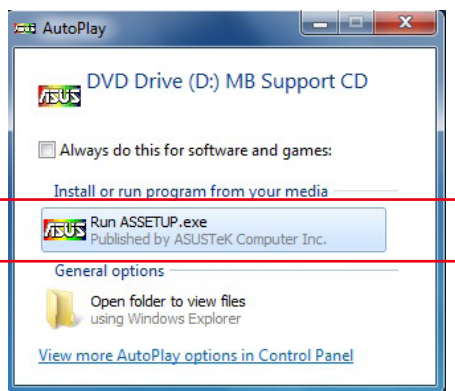 AutoPlay
DVD Drive (D:) MB Support CD
ASUS
Always do this for software and games:
Install or run program from your media
ASUS
Run ASSETUP.exe
Published by ASUSTeK Computer Inc.
General options
Open folder to view files
using Windows Explorer
View more AutoPlay options in Control Panel